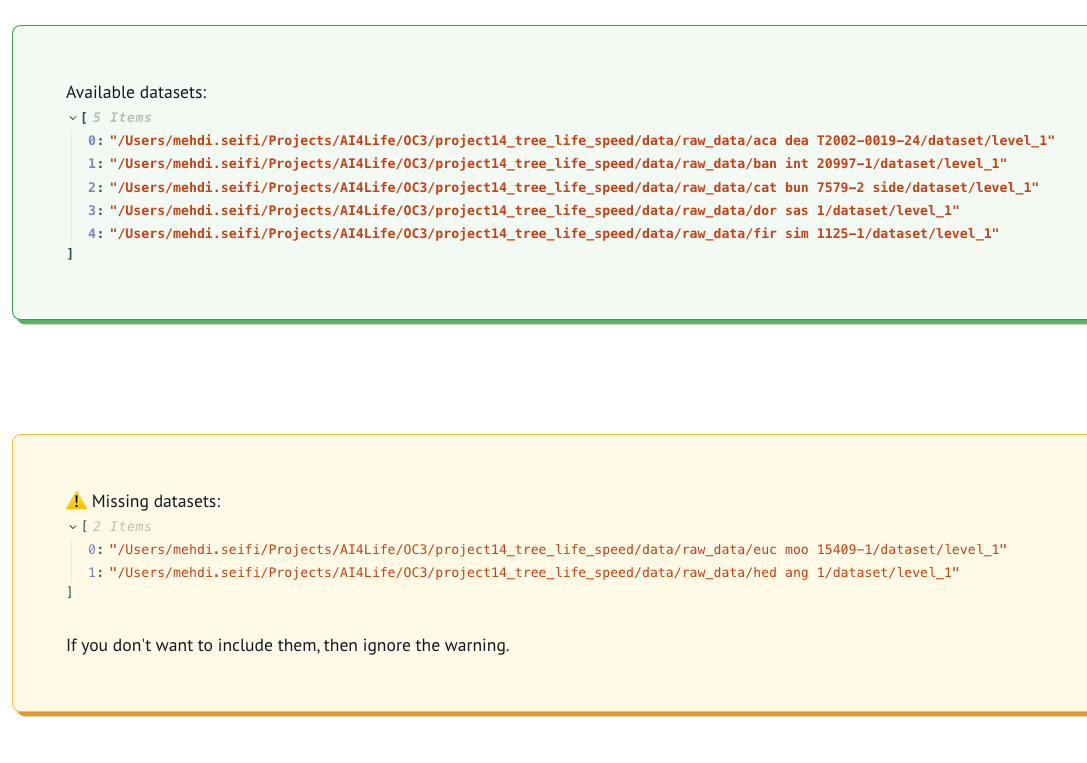 Available datasets:
[ 5 Items
0: "/Users/mehdi.seifi/Projects/AI4Life/OC3/project14_tree_life_speed/data/raw_data/aca dea T2002-0019-24/dataset/level_1"
1: "/Users/mehdi.seifi/Projects/AI4Life/OC3/project14_tree_life_speed/data/raw_data/ban int 20997-1/dataset/level_1"
2: "/Users/mehdi.seifi/Projects/AI4Life/OC3/project14_tree_life_speed/data/raw_data/cat bun 7579-2 side/dataset/level_1"
3: "/Users/mehdi.seifi/Projects/AI4Life/OC3/project14_tree_life_speed/data/raw_data/dor sas 1/dataset/level_1"
4: "/Users/mehdi.seifi/Projects/AI4Life/OC3/project14_tree_life_speed/data/raw_data/fir sim 1125-1/dataset/level_1"
]
⚠️ Missing datasets:
[ 2 Items
0: "/Users/mehdi.seifi/Projects/AI4Life/OC3/project14_tree_life_speed/data/raw_data/euc moo 15409-1/dataset/level_1"
1: "/Users/mehdi.seifi/Projects/AI4Life/OC3/project14_tree_life_speed/data/raw_data/hed ang 1/dataset/level_1"
]
If you don't want to include them, then ignore the warning.